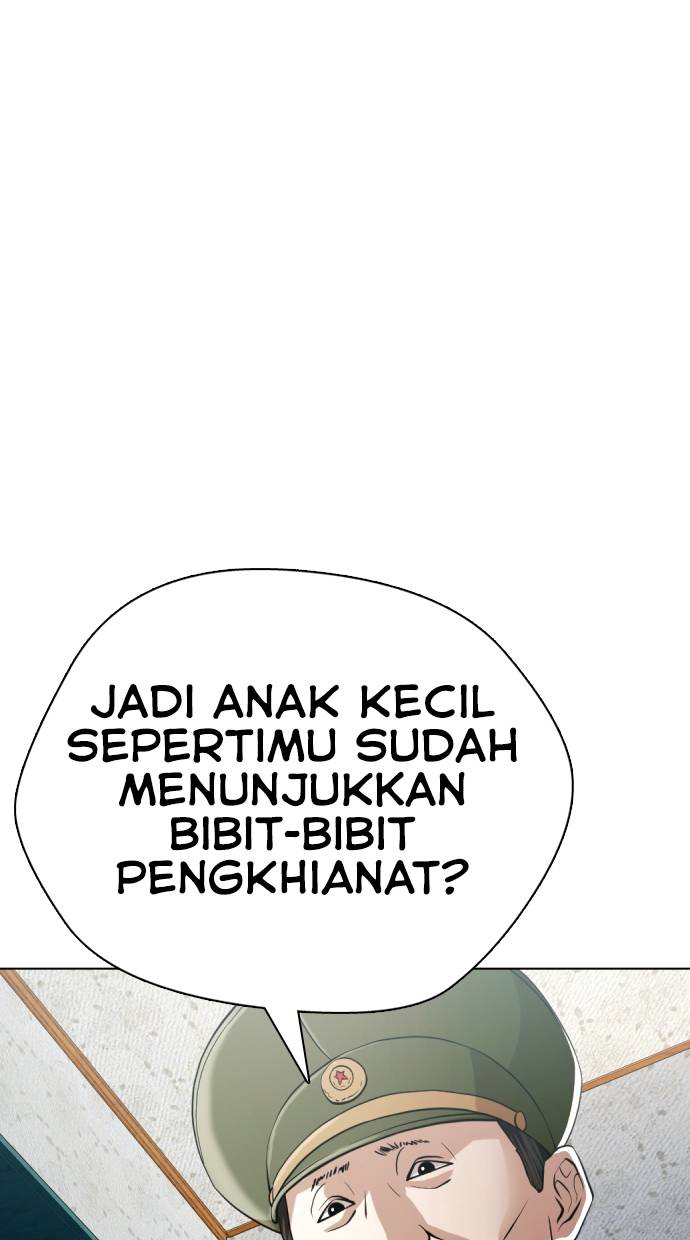 JADI ANAK KECIL
SEPERTIMU SUDAH
MENUNJUKKAN
BIBIT-BIBIT
PENGKHIANAT?